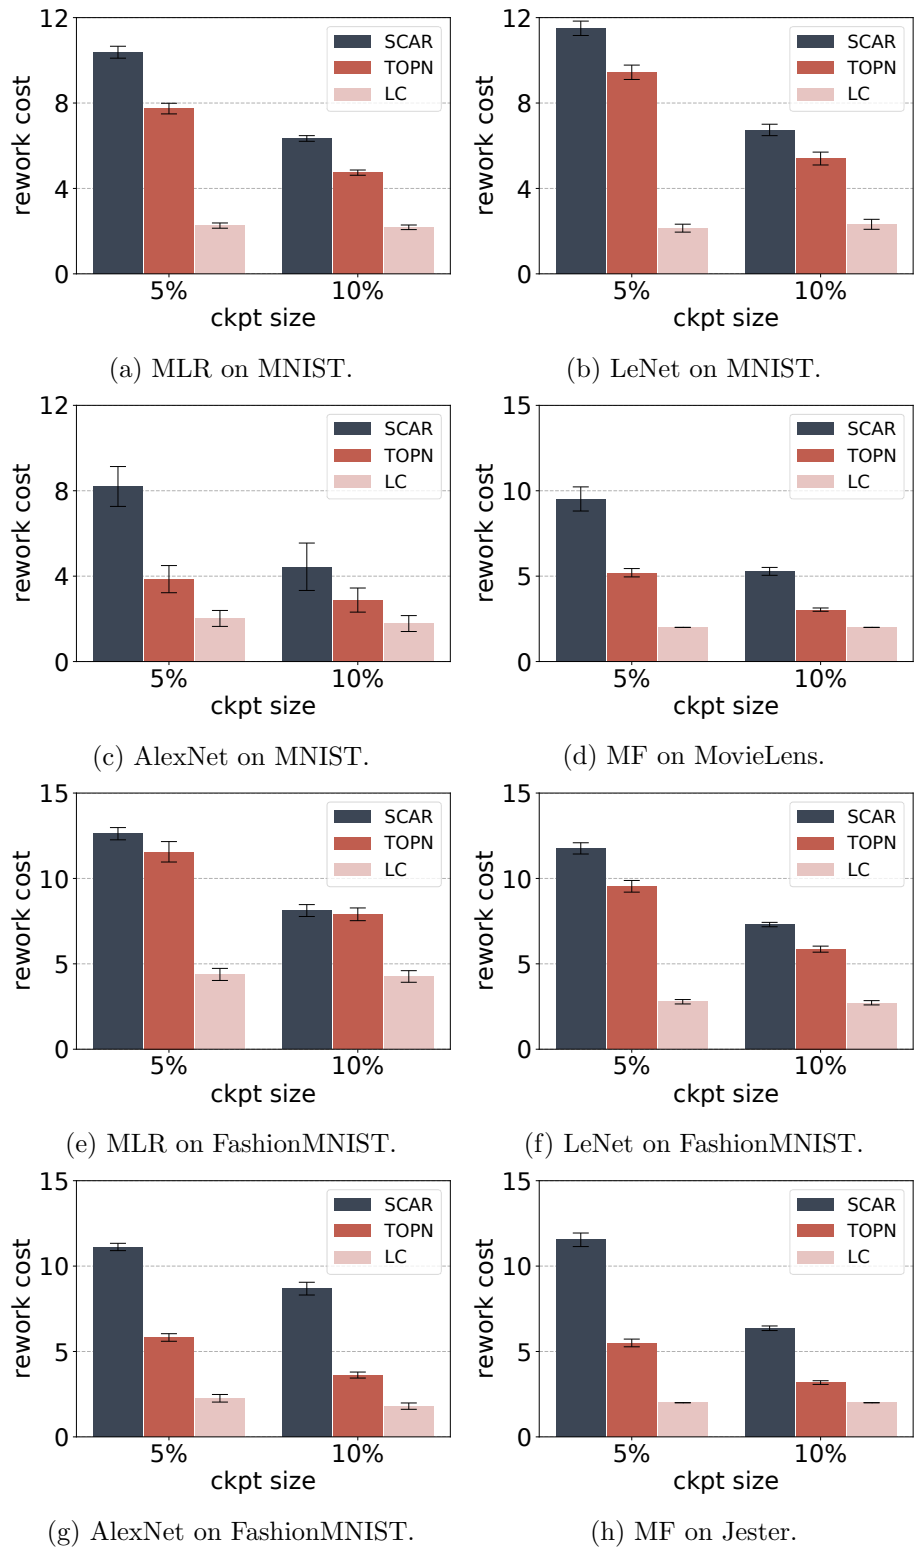 12
8
4
0
rework cost
SCAR
TOPN
LC
5%
10%
ckpt size
(a) MLR on MNIST.
12
8
4
0
rework cost
SCAR
TOPN
LC
5%
10%
ckpt size
(b) LeNet on MNIST.
12
8
4
0
rework cost
SCAR
TOPN
LC
5%
10%
ckpt size
(c) AlexNet on MNIST.
15
10
5
0
rework cost
SCAR
TOPN
LC
5%
10%
ckpt size
(d) MF on MovieLens.
15
10
5
0
rework cost
SCAR
TOPN
LC
5%
10%
ckpt size
(e) MLR on FashionMNIST.
15
10
5
0
rework cost
SCAR
TOPN
LC
5%
10%
ckpt size
(f) LeNet on FashionMNIST.
15
10
5
0
rework cost
SCAR
TOPN
LC
5%
10%
ckpt size
(g) AlexNet on FashionMNIST.
15
10
5
0
rework cost
SCAR
TOPN
LC
5%
10%
ckpt size
(h) MF on Jester.